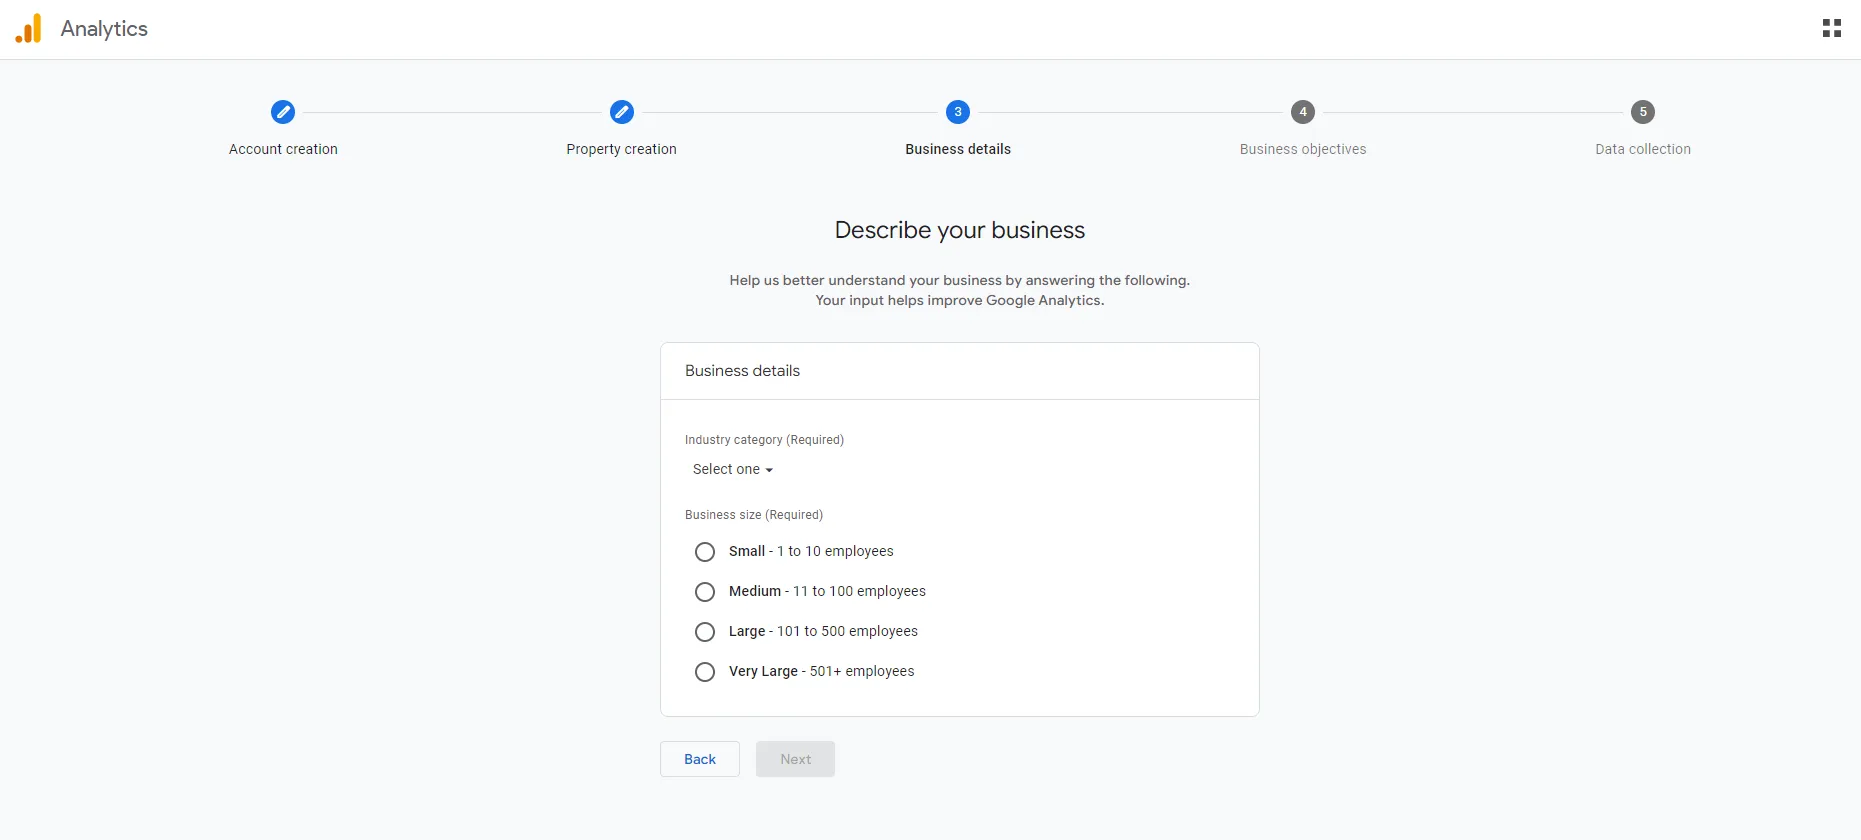 Analytics
3
4
5
Account creation
Property creation
Business details
Business objectives
Data collection
Describe your business
Help us better understand your business by answering the following.
Your input helps improve Google Analytics.
Business details
Industry category (Required)
Select one
Business size (Required)
Small - 1 to 10 employees
Medium - 11 to 100 employees
Large - 101 to 500 employees
Very Large - 501+ employees
Back
Next